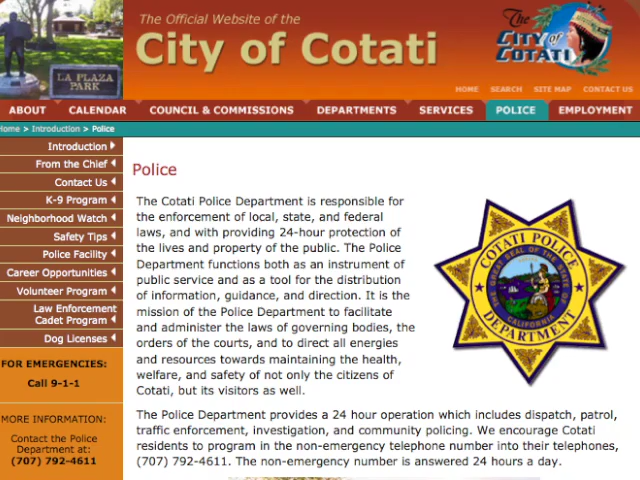 The Official Website of the
City of Cotati
LA PLAZA
PARK
The
CITY of
COTATI
HOME SEARCH SITE MAP CONTACT US
ABOUT CALENDAR COUNCIL & COMMISSIONS DEPARTMENTS SERVICES POLICE EMPLOYMENT
Home > Introduction > Police
Introduction
From the Chief
Contact Us
K-9 Program
Neighborhood Watch
Safety Tips
Police Facility
Career Opportunities
Volunteer Program
Law Enforcement
Cadet Program
Dog Licenses
FOR EMERGENCIES:
Call 9-1-1
MORE INFORMATION:
Contact the Police
Department at:
(707) 792-4611
Police
The Cotati Police Department is responsible for
the enforcement of local, state, and federal
laws, and with providing 24-hour protection of
the lives and property of the public. The Police
Department functions both as an instrument of
public service and as a tool for the distribution
of information, guidance, and direction. It is the
mission of the Police Department to facilitate
and administer the laws of governing bodies, the
orders of the courts, and to direct all energies
and resources towards maintaining the health,
welfare, and safety of not only the citizens of
Cotati, but its visitors as well.
COTATI POLICE
THE GREAT SEAL OF THE STATE OF
CALIFORNIA
DEPARTMENT
The Police Department provides a 24 hour operation which includes dispatch, patrol,
traffic enforcement, investigation, and community policing. We encourage Cotati
residents to program in the non-emergency telephone number into their telephones,
(707) 792-4611. The non-emergency number is answered 24 hours a day.